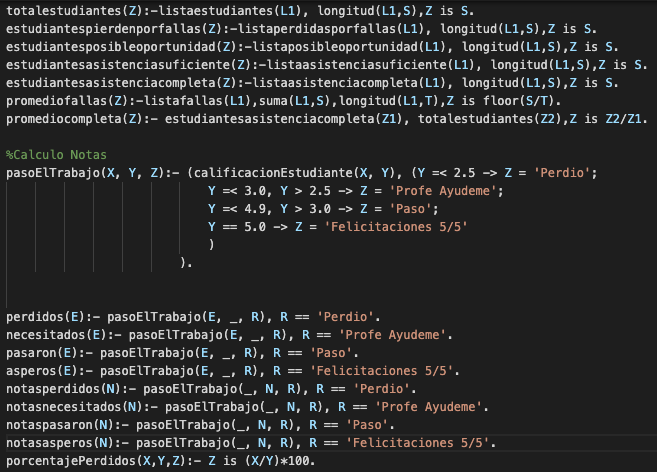 totalestudiantes(Z):-listaestudiantes(L1), longitud(L1,S),Z is S.
estudiantespierdenporfallas(Z):-listaperdidasporfallas(L1), longitud(L1,S),Z is S.
estudiantesposibleoportunidad(Z):-listaposibleoportunidad(L1), longitud(L1,S),Z is S.
estudiantesasistenciasuficiente(Z):-listaasistenciasuficiente(L1), longitud(L1,S),Z is S.
estudiantesasistenciacompleta(Z):-listaasistenciacompleta(L1), longitud(L1,S),Z is S.
promediofallas(Z):-listafallas(L1),suma(L1,S),longitud(L1,T),Z is floor(S/T).
promediocompleta(Z):- estudiantesasistenciacompleta(Z1), totalestudiantes(Z2),Z is Z2/Z1.
%Calculo Notas
pasoElTrabajo(X, Y, Z):- (calificacionEstudiante(X, Y), (Y =< 2.5 -> Z = 'Perdio';
Y =< 3.0, Y > 2.5 -> Z = 'Profe Ayudeme';
Y =< 4.9, Y > 3.0 -> Z = 'Paso';
Y == 5.0 -> Z = 'Felicitaciones 5/5'
)
).
perdidos(E):- pasoElTrabajo(E, _, R), R == 'Perdio'.
necesitados(E):- pasoElTrabajo(E, _, R), R == 'Profe Ayudeme'.
pasaron(E):- pasoElTrabajo(E, _, R), R == 'Paso'.
asperos(E):- pasoElTrabajo(E, _, R), R == 'Felicitaciones 5/5'.
notasperdidos(N):- pasoElTrabajo(_, N, R), R == 'Perdio'.
notasnecesitados(N):- pasoElTrabajo(_, N, R), R == 'Profe Ayudeme'.
notaspasaron(N):- pasoElTrabajo(_, N, R), R == 'Paso'.
notasasperos(N):- pasoElTrabajo(_, N, R), R == 'Felicitaciones 5/5'.
porcentajePerdidos(X,Y,Z):- Z is (X/Y)*100.